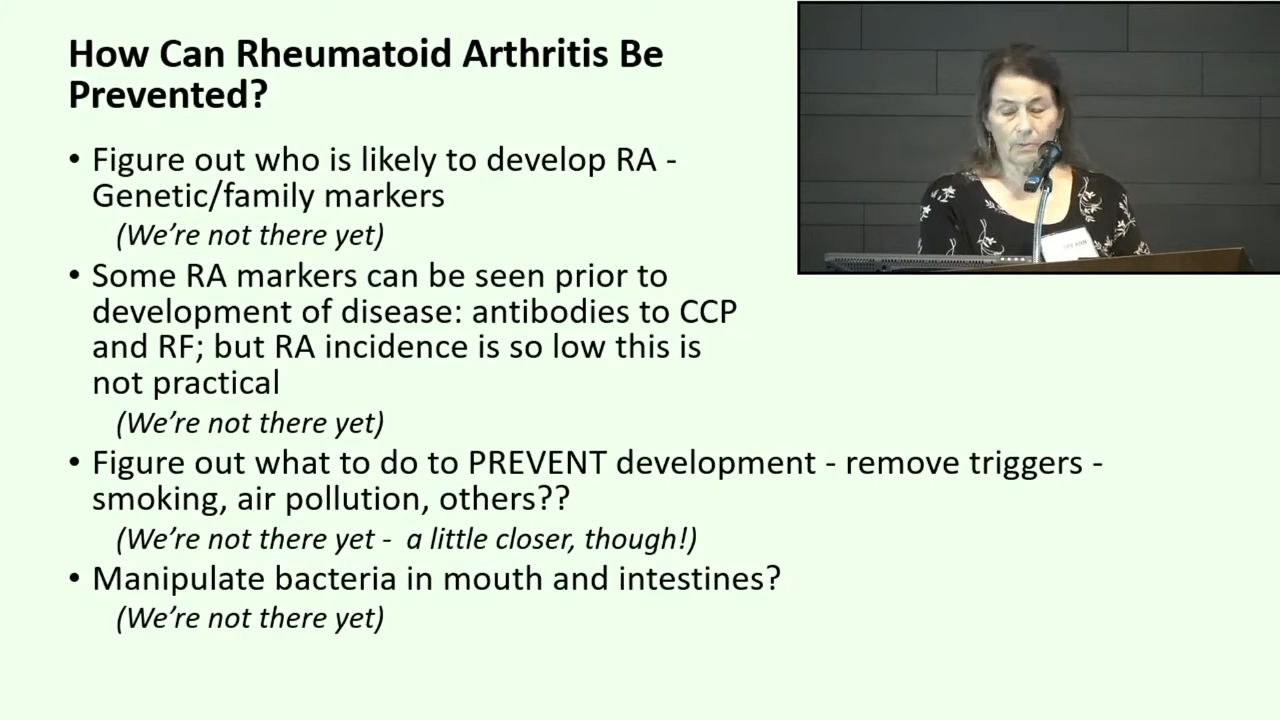 How Can Rheumatoid Arthritis Be
Prevented?
• Figure out who is likely to develop RA -
Genetic/family markers
(We're not there yet)
• Some RA markers can be seen prior to
development of disease: antibodies to CCP
and RF; but RA incidence is so low this is
not practical
(We're not there yet)
• Figure out what to do to PREVENT development - remove triggers -
smoking, air pollution, others??
(We're not there yet - a little closer, though!)
• Manipulate bacteria in mouth and intestines?
(We're not there yet)